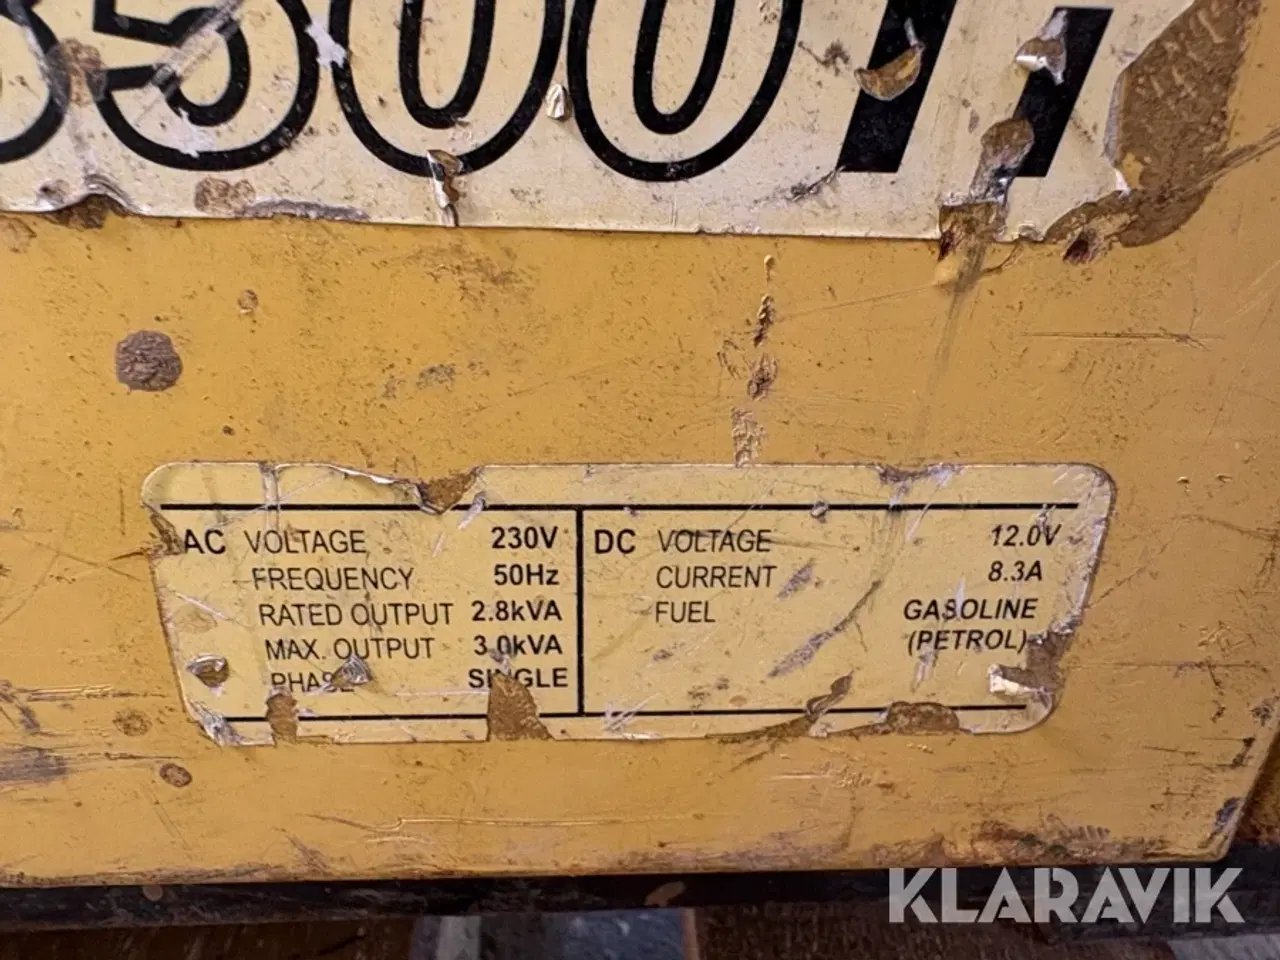 3500
AC VOLTAGE 230V
FREQUENCY 50Hz
RATED OUTPUT 2.8kVA
MAX. OUTPUT 3.0kVA
PHASE SINGLE
DC VOLTAGE 12.0V
CURRENT 8.3A
FUEL GASOLINE
(PETROL)
KLARAVIK